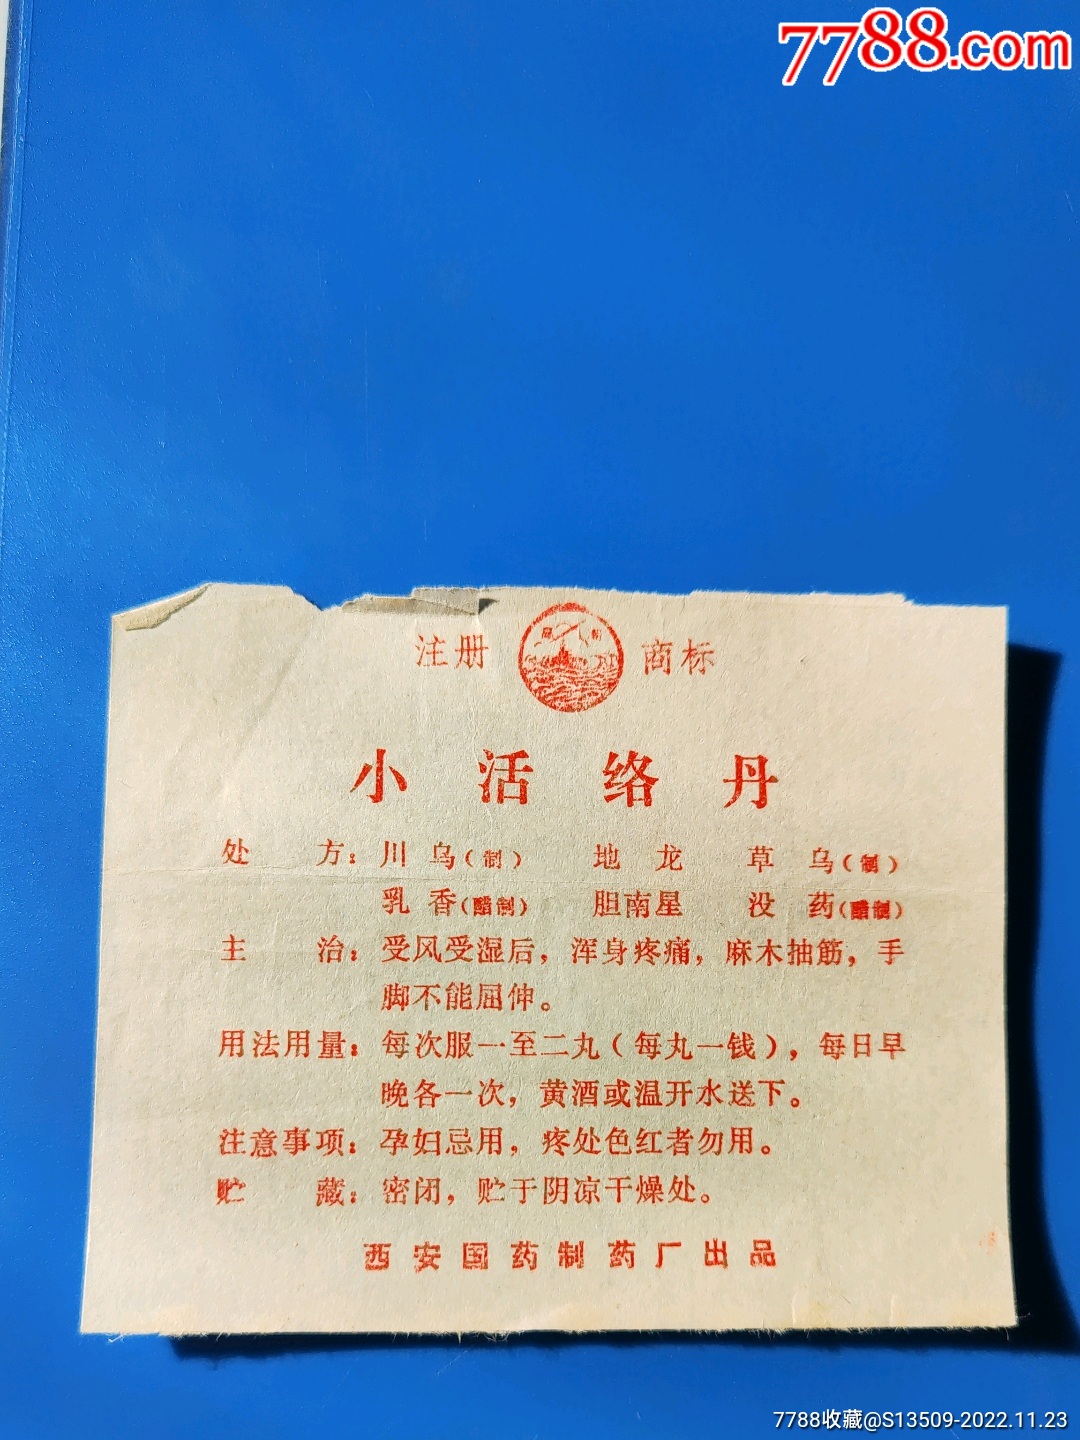 7788.com
注册 商标
小活络丹
处方：川乌（制） 地龙 草乌（制）
乳香（醋制） 胆南星 没药（醋制）
主治：受风受湿后，浑身疼痛，麻木抽筋，手
脚不能屈伸。
用法用量：每次服一至二丸（每丸一钱），每日早
晚各一次，黄酒或温开水送下。
注意事项：孕妇忌用，疼处色红者勿用。
贮藏：密闭，贮于阴凉干燥处。
西安国药制药厂出品
7788收藏@S13509-2022.11.23